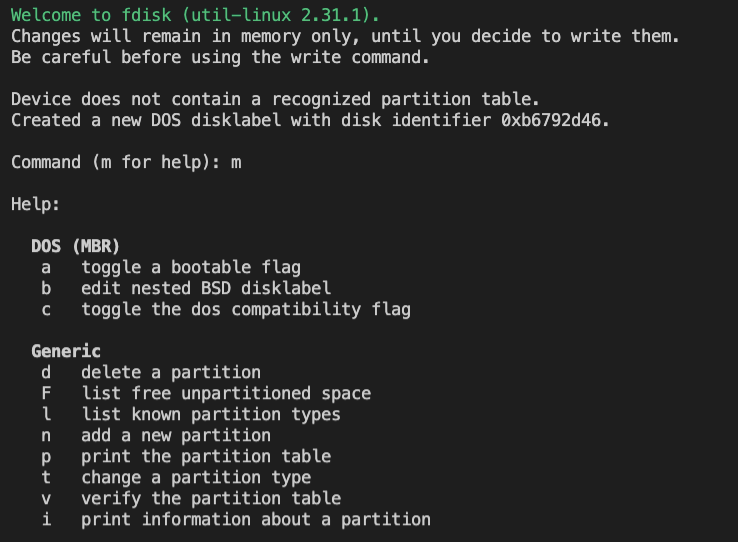 Welcome to fdisk (util-linux 2.31.1).
Changes will remain in memory only, until you decide to write them.
Be careful before using the write command.
Device does not contain a recognized partition table.
Created a new DOS disklabel with disk identifier 0xb6792d46.
Command (m for help): m
Help:
DOS (MBR)
a toggle a bootable flag
b edit nested BSD disklabel
c toggle the dos compatibility flag
Generic
d delete a partition
F list free unpartitioned space
l list known partition types
n add a new partition
p print the partition table
t change a partition type
v verify the partition table
i print information about a partition